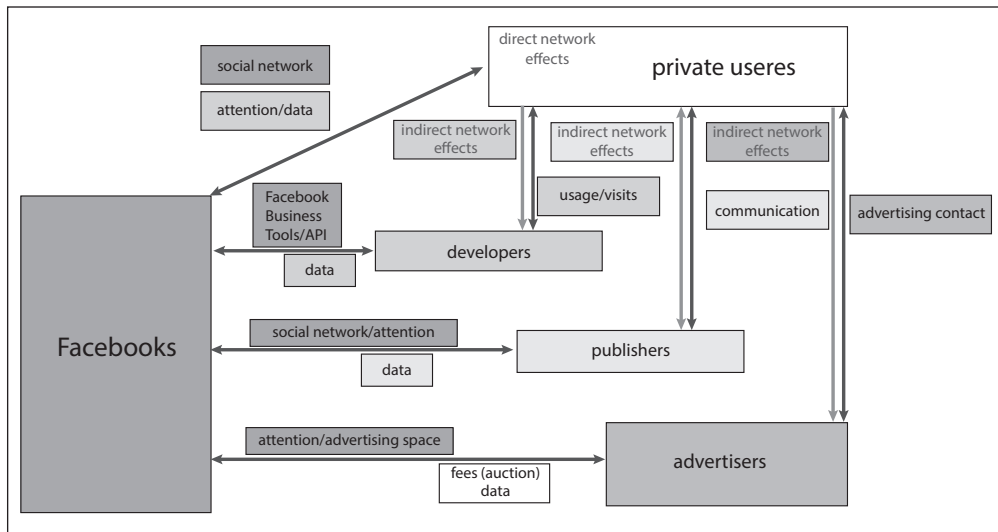 direct network
effects
private useres
social network
attention/data
indirect network
effects
indirect network
effects
indirect network
effects
usage/visits
communication
advertising contact
Facebook
Business
Tools/API
data
developers
Facebooks
social network/attention
data
publishers
attention/advertising space
fees (auction)
data
advertisers